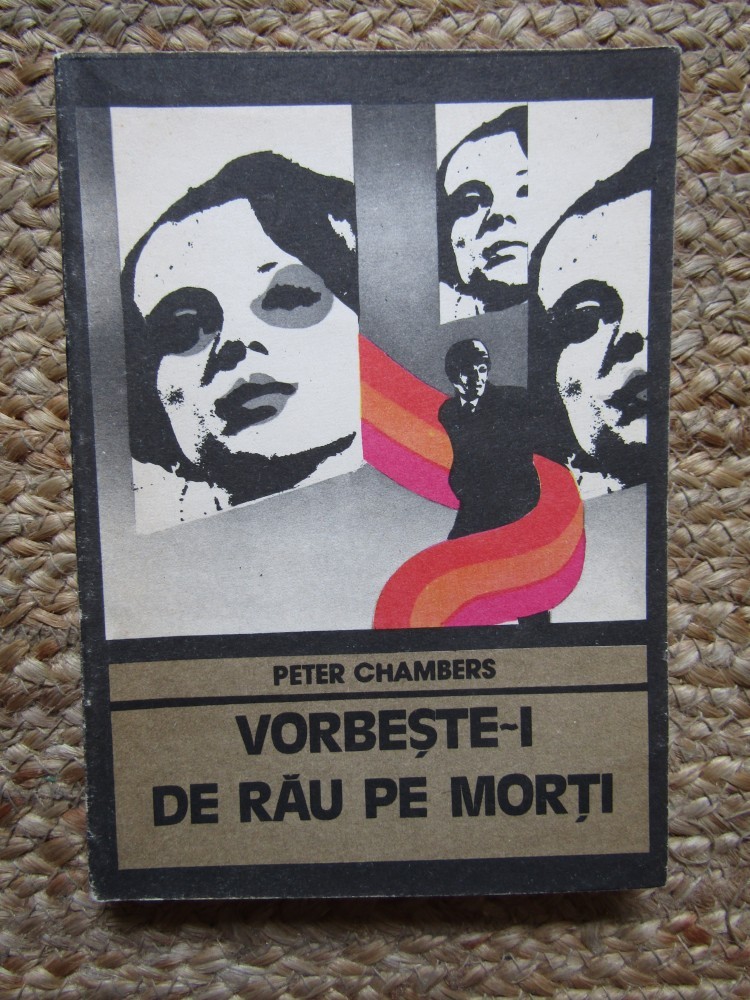 PETER CHAMBERS
VORBEȘTE~I
DE RĂU PE MORȚI